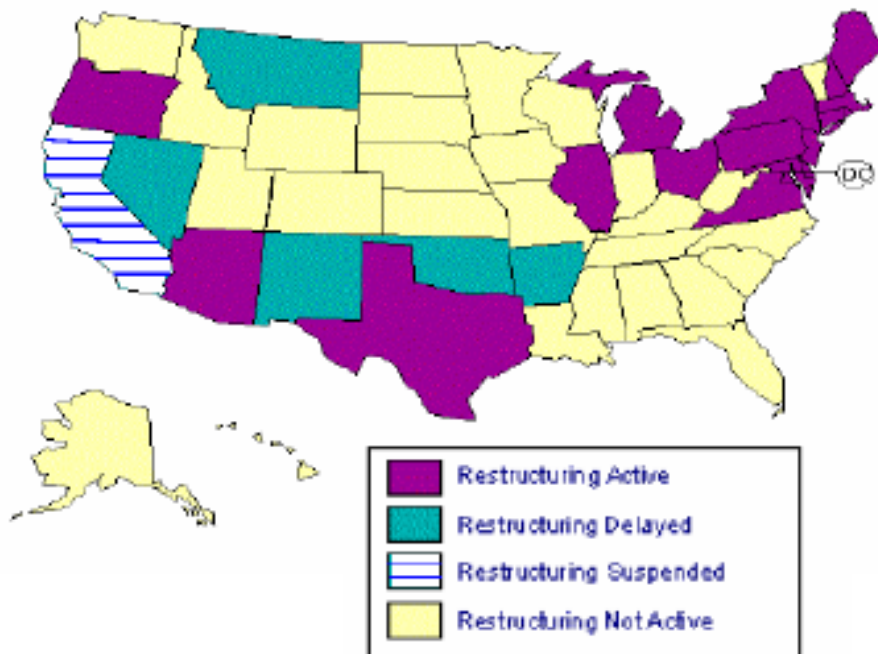 DC
Restructuring Active
Restructuring Delayed
Restructuring Suspended
Restructuring Not Active